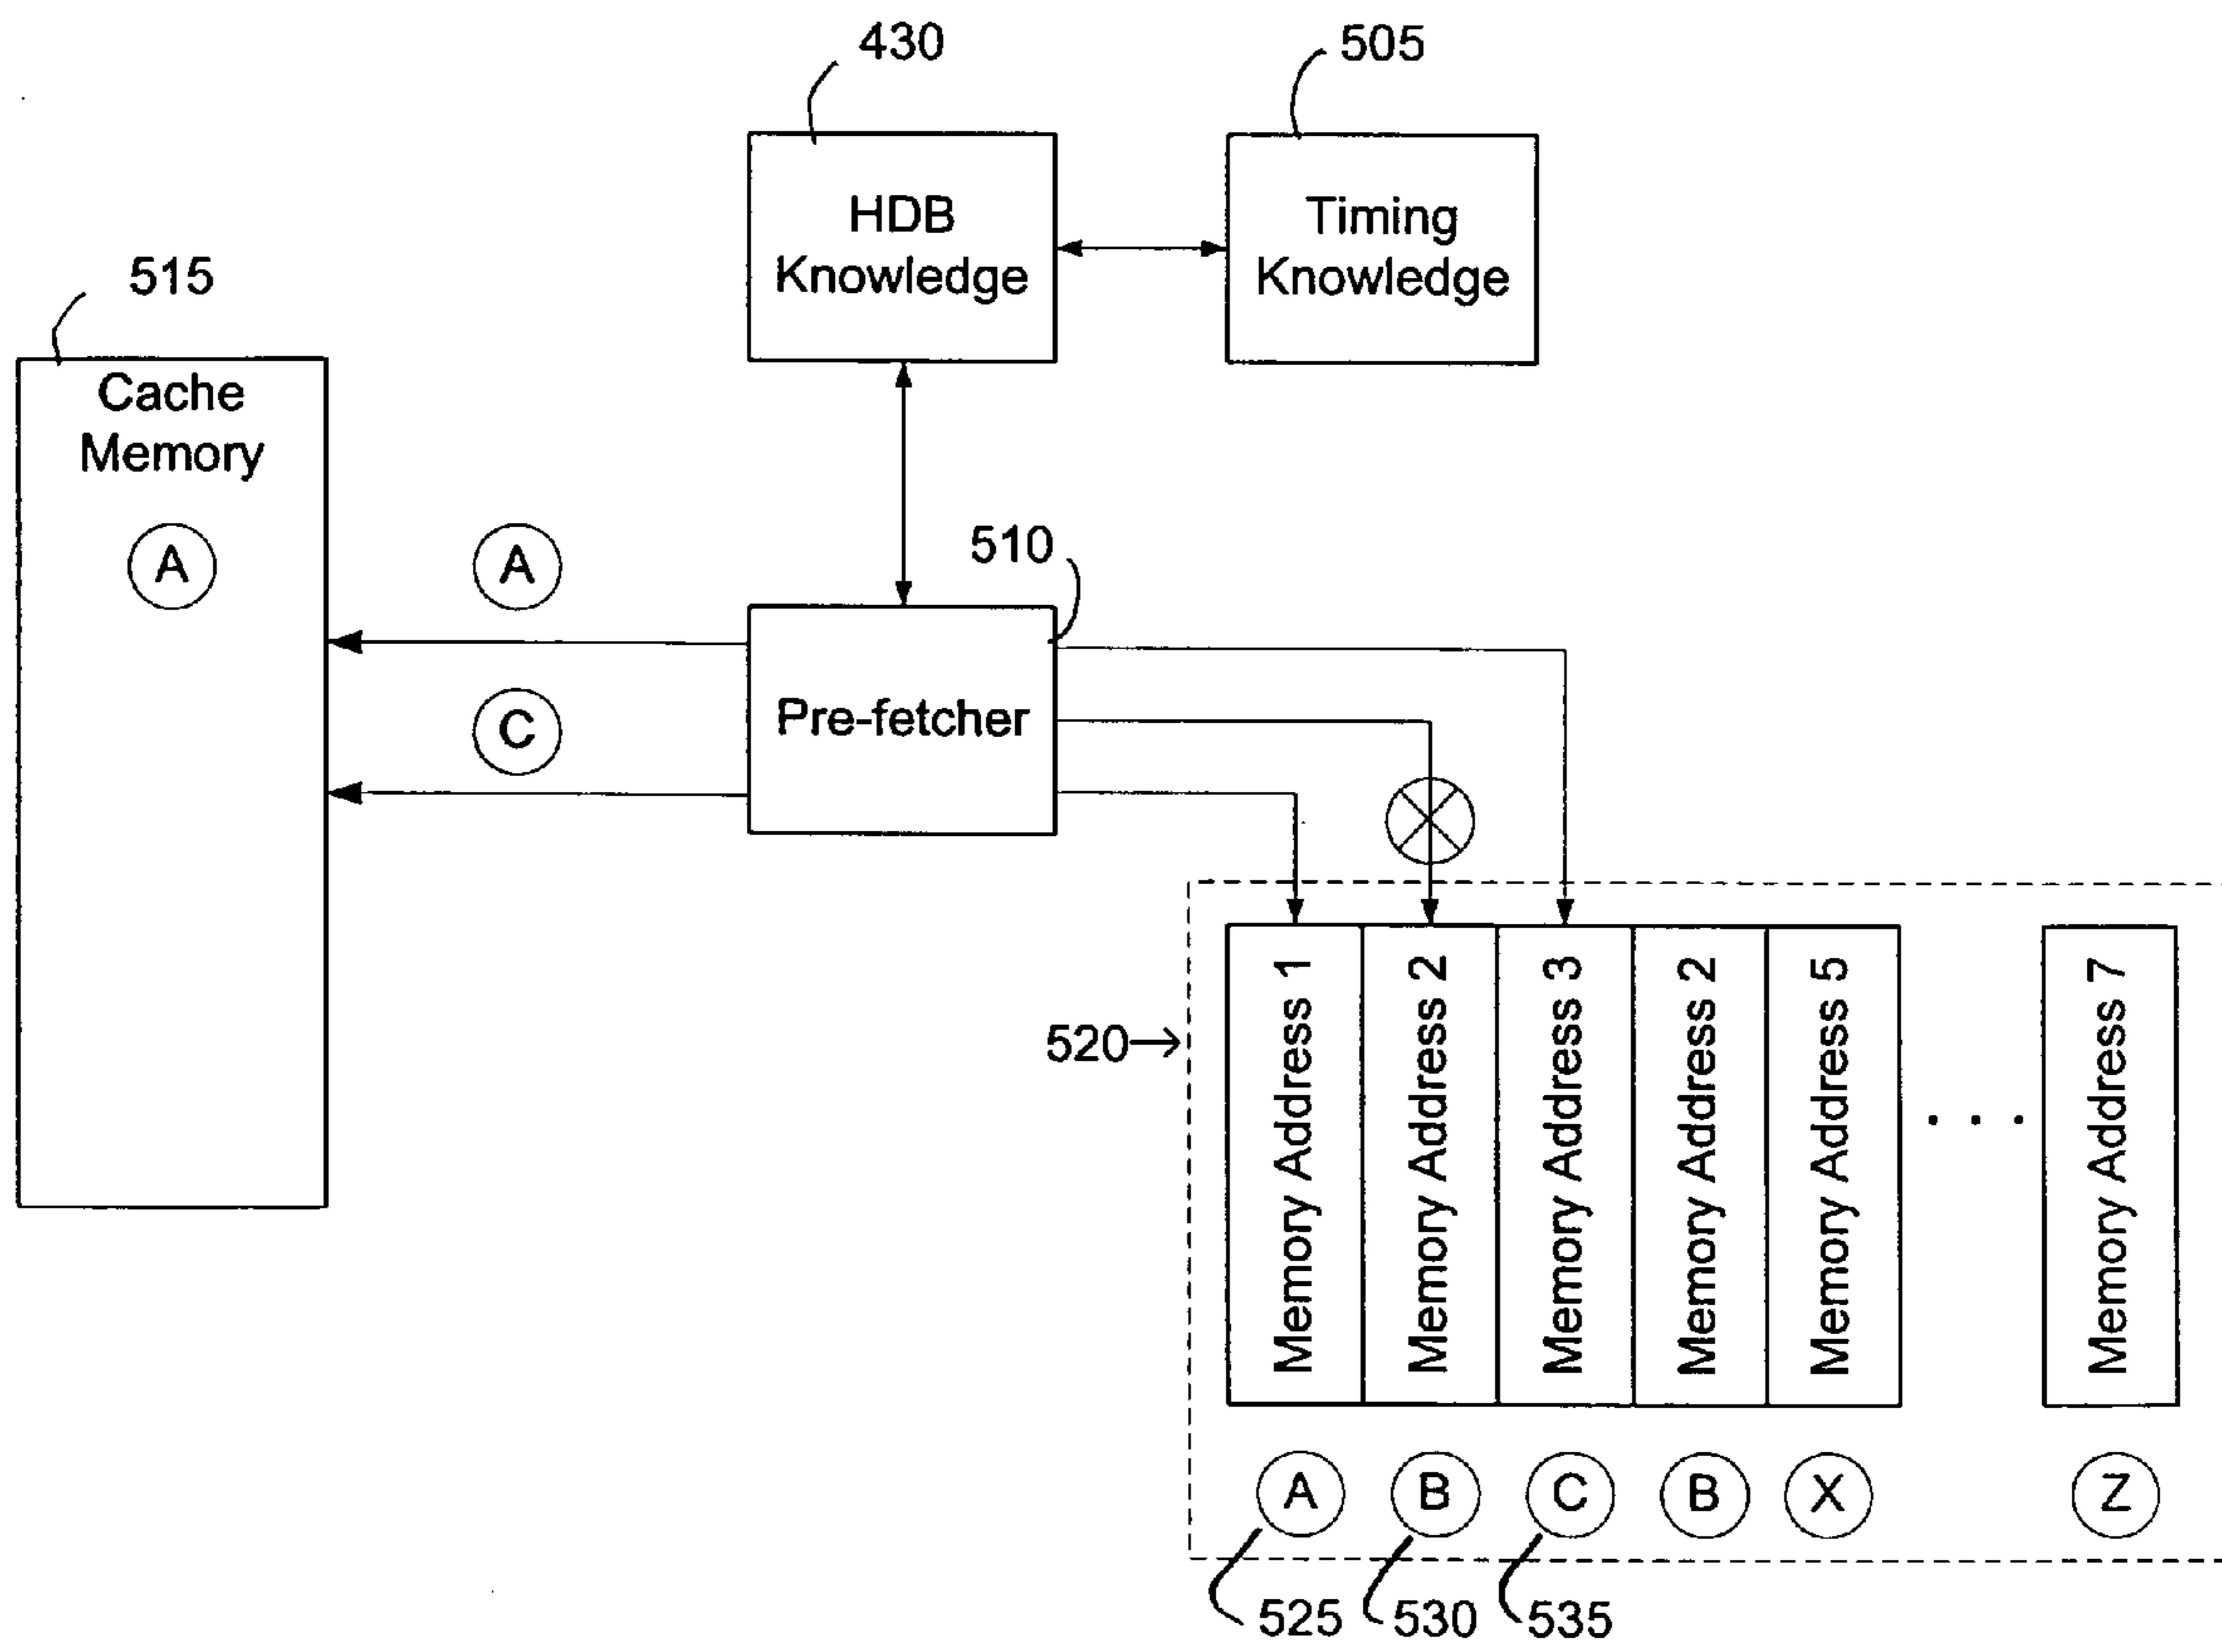 430
505
HDB
Knowledge
Timing
Knowledge
515
Cache
Memory
A
A
510
C
Pre-fetcher
520
Memory Address 1
Memory Address 2
Memory Address 3
Memory Address 2
Memory Address 5
. . .
Memory Address 7
A
B
C
B
X
Z
525
530
535